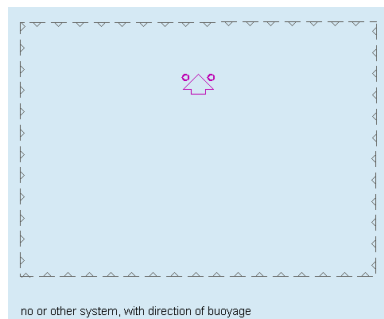 no or other system, with direction of buoyage